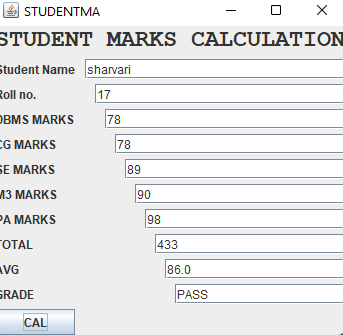 STUDENTMA
STUDENT MARKS CALCULATION
Student Name sharvari
Roll no. 17
DBMS MARKS 78
CG MARKS 78
SE MARKS 89
M3 MARKS 90
PA MARKS 98
TOTAL 433
AVG 86.0
GRADE PASS
CAL